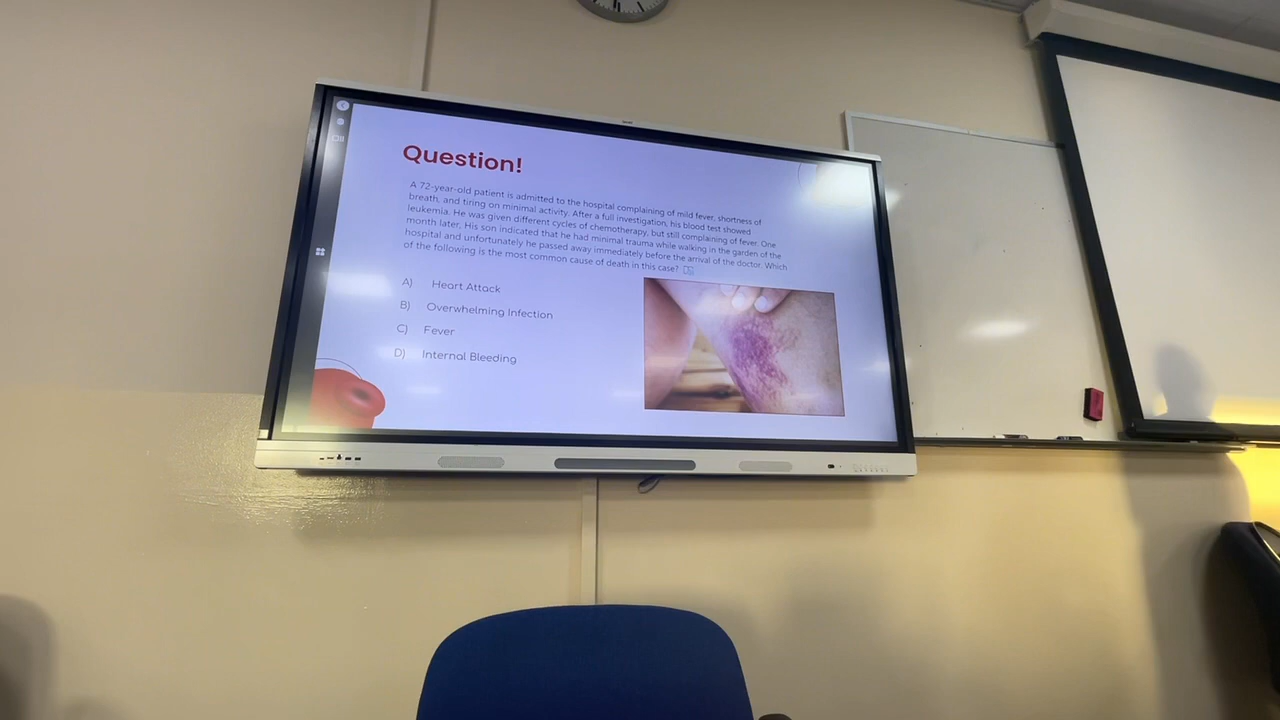 Question!
A 72-year-old patient is admitted to the hospital complaining of mild fever, shortness of
breath, and tiring on minimal activity. After a full investigation, his blood test showed
leukemia. He was given different cycles of chemotherapy, but still complaining of fever. One
month later, His son indicated that he had minimal trauma while walking in the garden of the
hospital and unfortunately he passed away immediately before the arrival of the doctor. Which
of the following is the most common cause of death in this case?
A) Heart Attack
B) Overwhelming Infection
C) Fever
D) Internal Bleeding